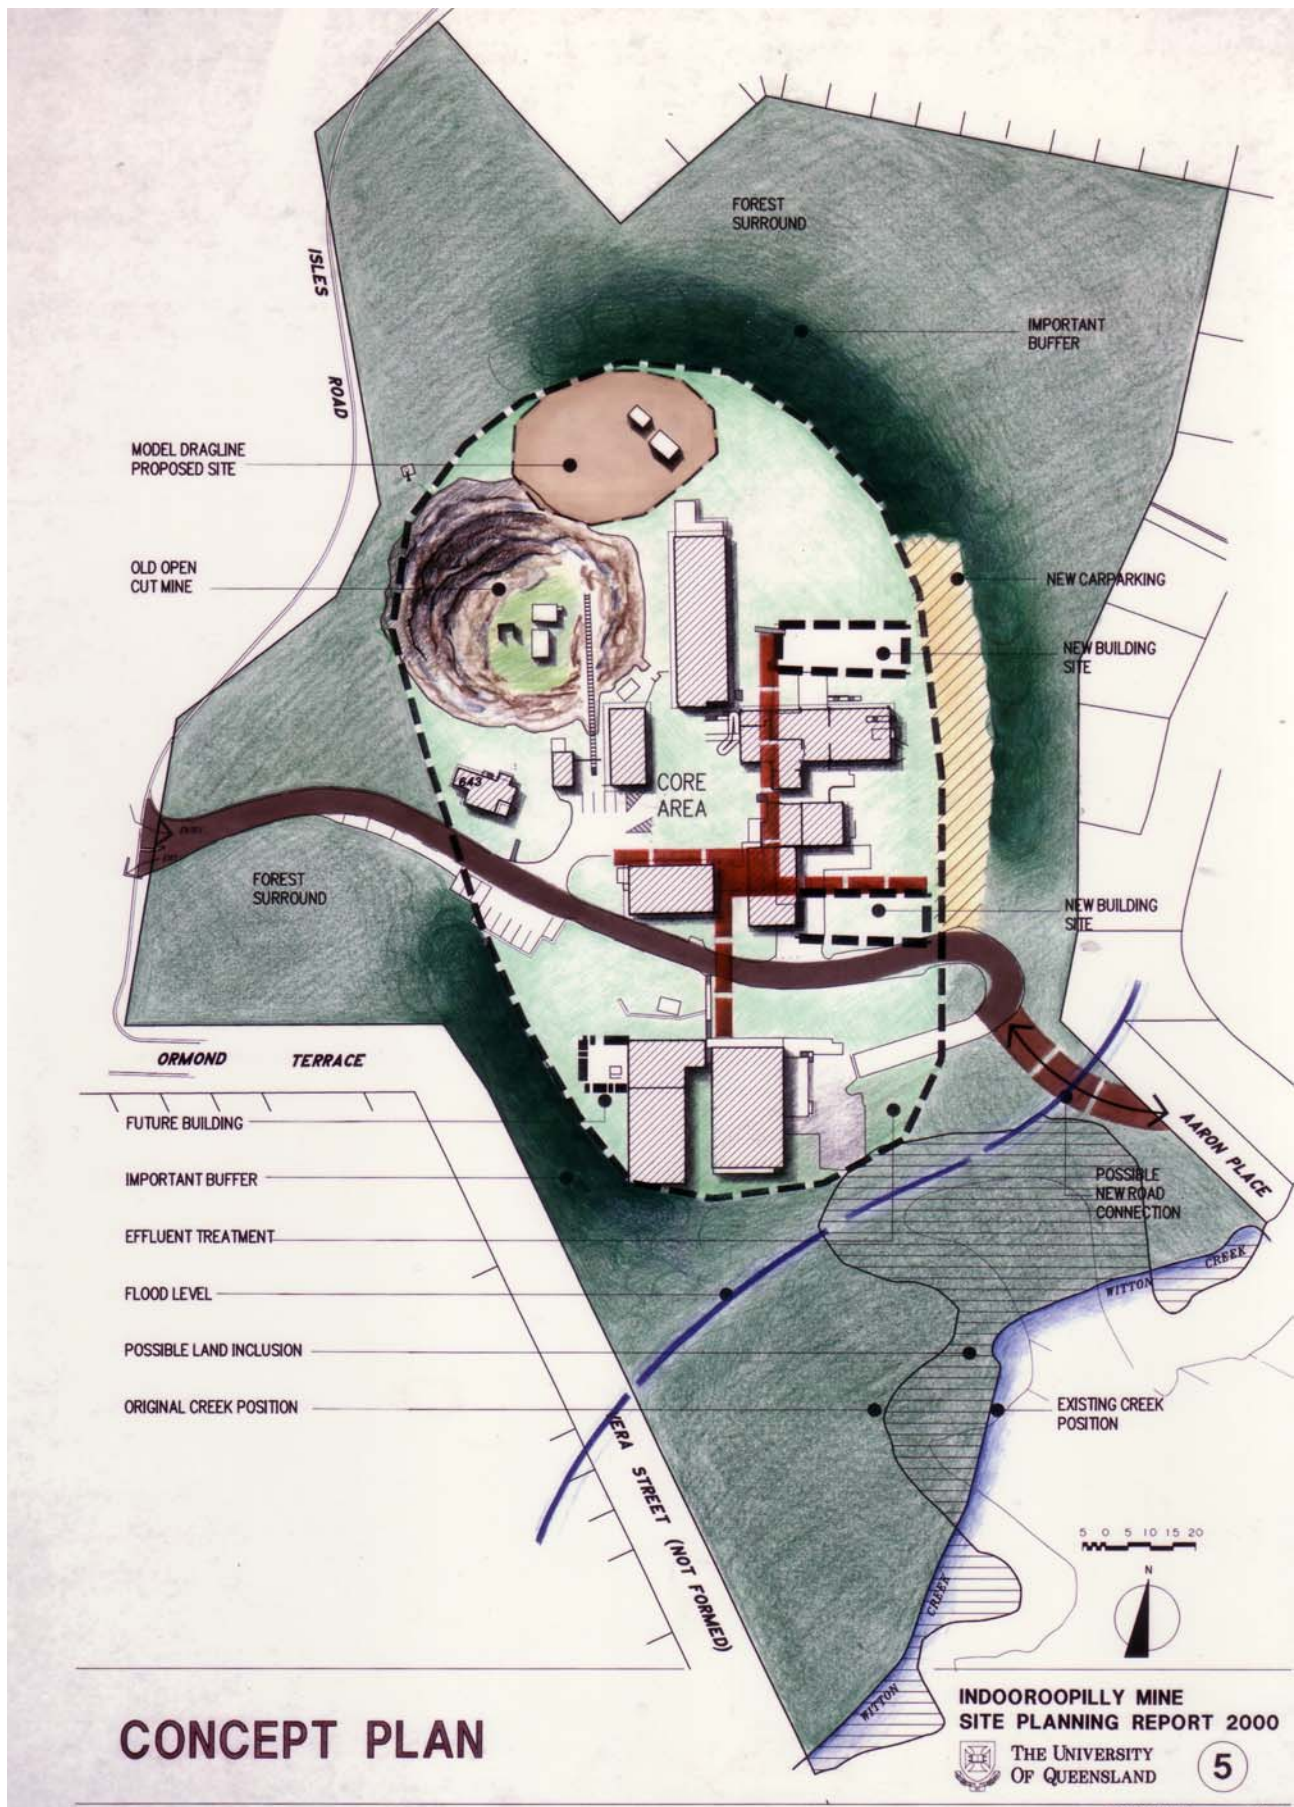 FOREST
SURROUND
ISLES
ROAD
IMPORTANT
BUFFER
MODEL DRAGLINE
PROPOSED SITE
OLD OPEN
CUT MINE
NEW CARPARKING
NEW BUILDING
SITE
643
CORE
AREA
FOREST
SURROUND
NEW BUILDING
SITE
ORMOND TERRACE
FUTURE BUILDING
IMPORTANT BUFFER
EFFLUENT TREATMENT
FLOOD LEVEL
POSSIBLE LAND INCLUSION
ORIGINAL CREEK POSITION
AARON PLACE
POSSIBLE
NEW ROAD
CONNECTION
WITTON CREEK
EXISTING CREEK
POSITION
VERA STREET (NOT FORMED)
WITTON CREEK
5 0 5 10 15 20
N
CONCEPT PLAN
INDOOROOPILLY MINE
SITE PLANNING REPORT 2000
THE UNIVERSITY
OF QUEENSLAND
5